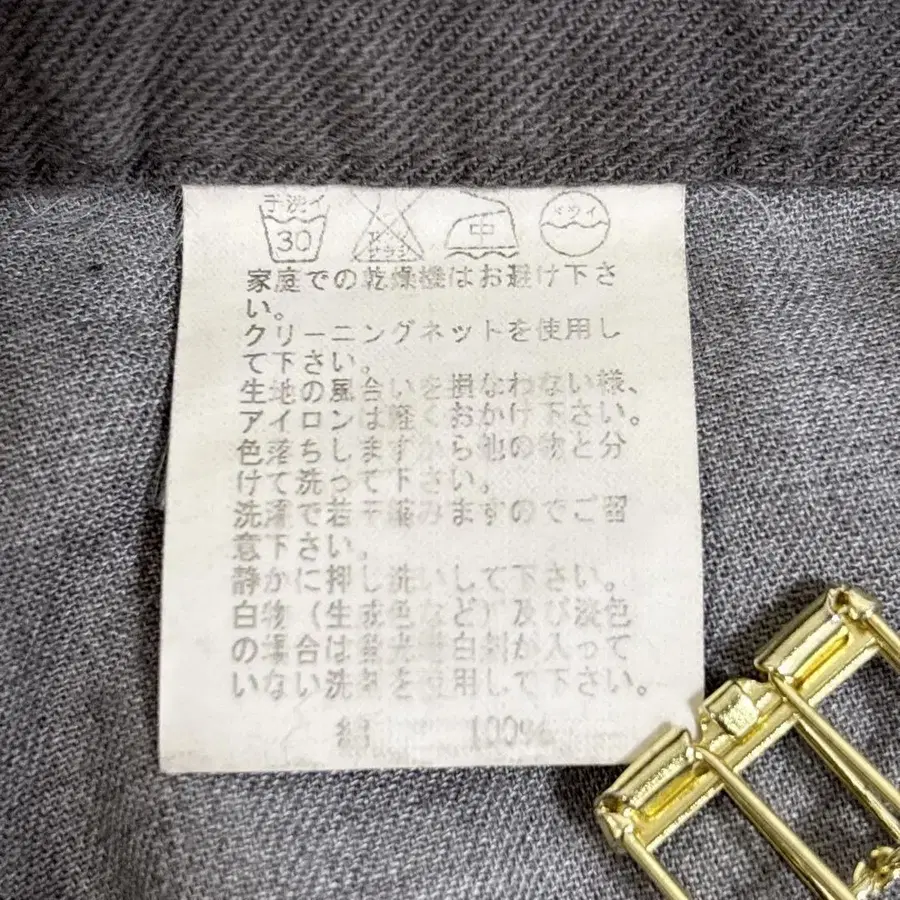 手洗イ 30 中 ドライ
家庭での乾燥機はお避け下さ
い。
クリーニングネットを使用し
て下さい。
生地の風合いを損なわない様、
アイロンは軽くおかけ下さい。
色落ちしますから他の物と分
けて洗って下さい。
洗濯で若干縮みますのでご留
意下さい。
静かに押し洗いして下さい。
白物(生成色など)及び淡色
の場合は蛍光増白剤が入って
いない洗剤を使用して下さい。
綿 100%